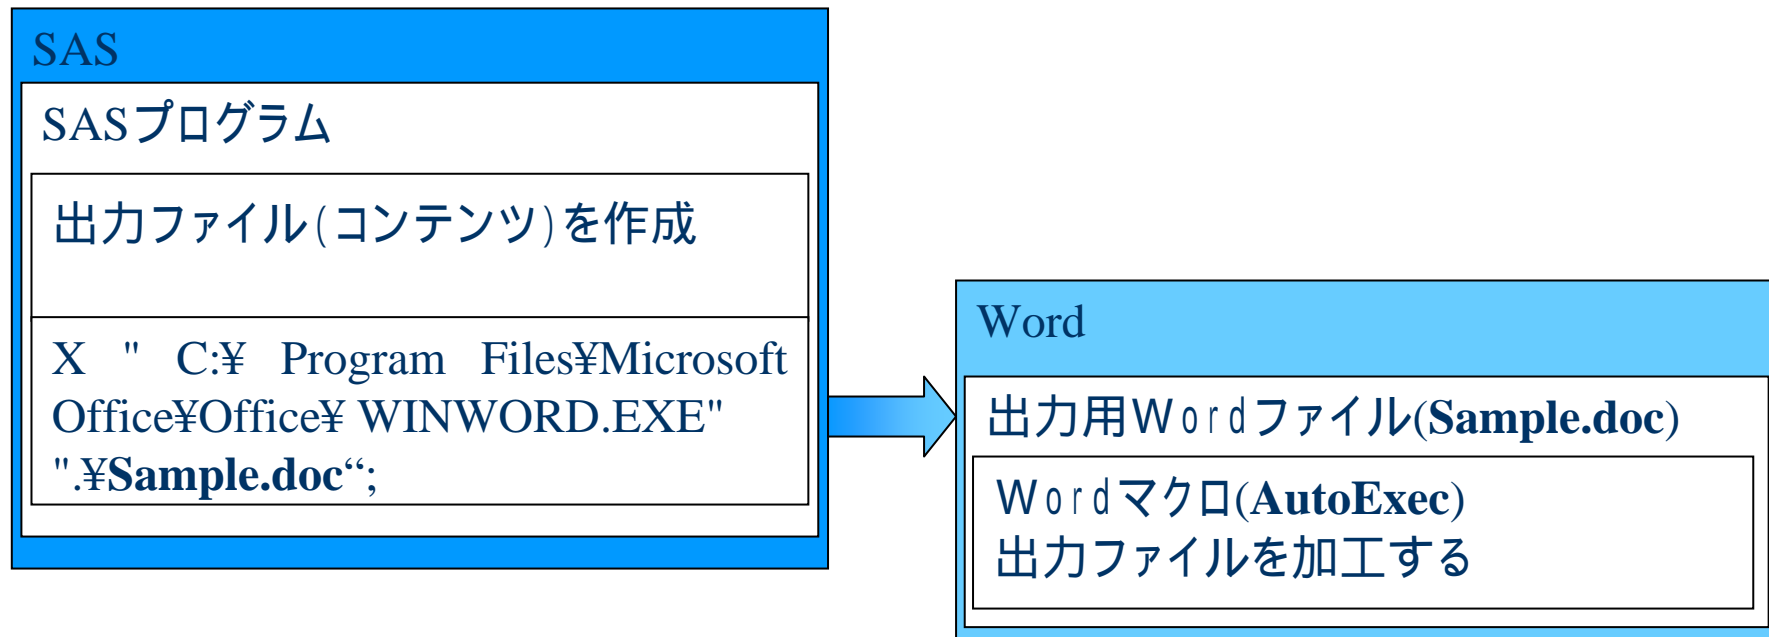 SAS
SASプログラム
出力ファイル(コンテンツ)を作成
X " C:¥ Program Files¥Microsoft
Office¥Office¥ WINWORD.EXE"
".¥Sample.doc“;
Word
出力用Wordファイル(Sample.doc)
Wordマクロ(AutoExec)
出力ファイルを加工する